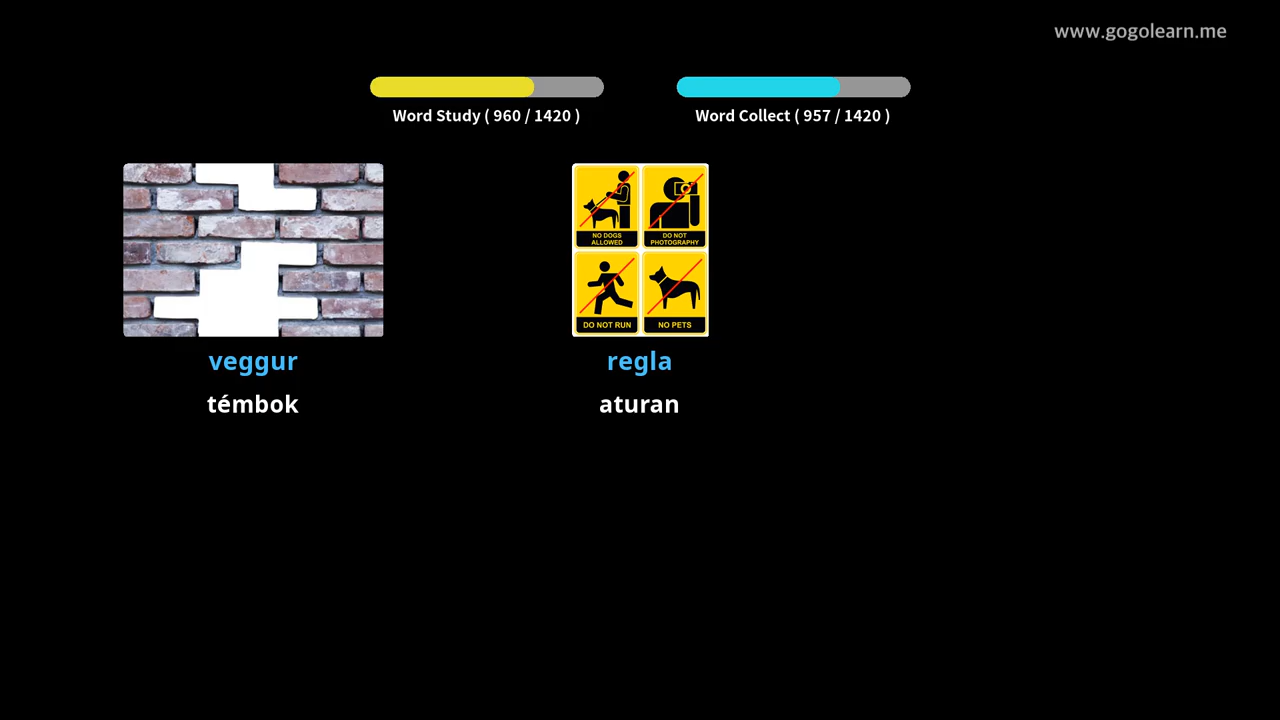 www.gogolearn.me
Word Study ( 960 / 1420 )
Word Collect ( 957 / 1420 )
NO DOGS
ALLOWED
DO NOT
PHOTOGRAPHY
DO NOT RUN
NO PETS
veggur
regla
témbok
aturan